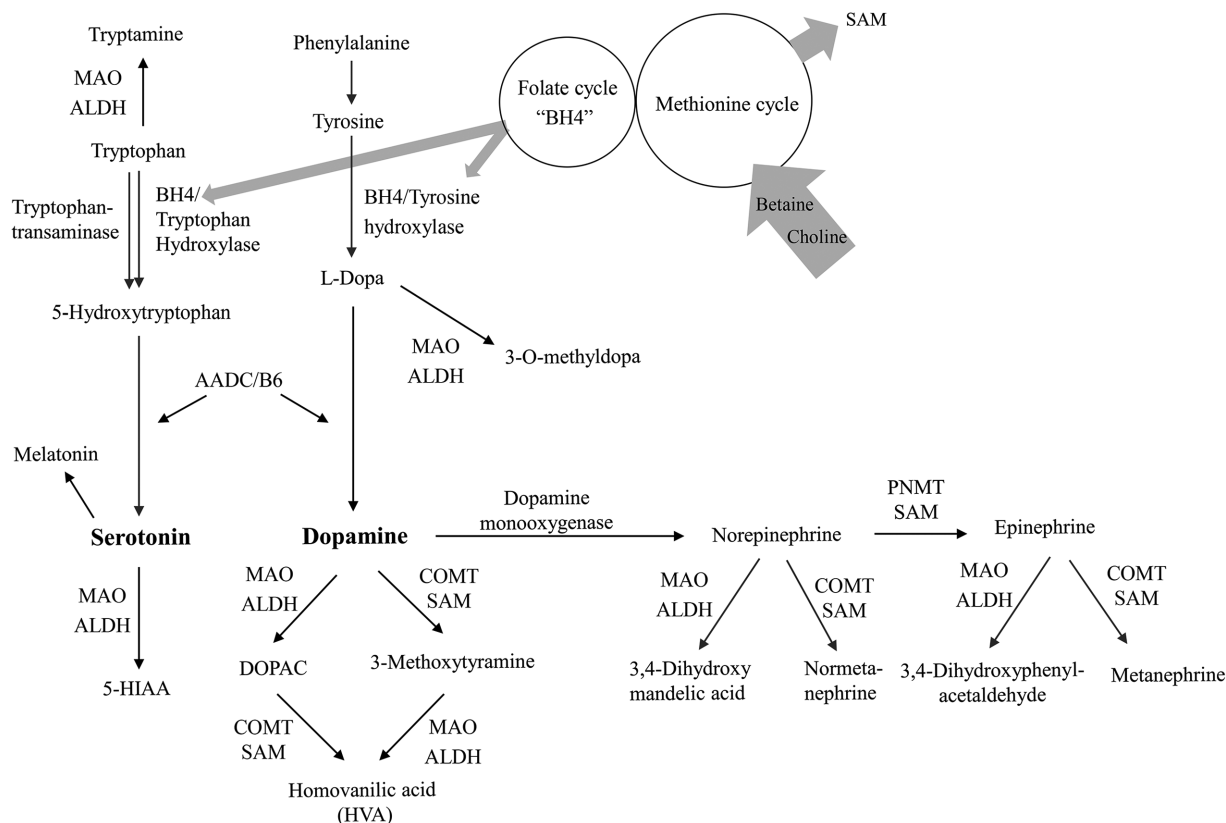 Tryptamine
MAO
ALDH
Tryptophan
Tryptophan-
transaminase
BH4/
Tryptophan
Hydroxylase
5-Hydroxytryptophan
Phenylalanine
Tyrosine
BH4/Tyrosine
hydroxylase
L-Dopa
Folate cycle
“BH4”
Methionine cycle
SAM
Betaine
Choline
MAO
ALDH
3-O-methyldopa
AADC/B6
Melatonin
Serotonin
Dopamine
Dopamine
monooxygenase
Norepinephrine
PNMT
SAM
Epinephrine
MAO
ALDH
5-HIAA
MAO
ALDH
COMT
SAM
DOPAC
3-Methoxytyramine
COMT
SAM
MAO
ALDH
Homovanilic acid
(HVA)
MAO
ALDH
COMT
SAM
3,4-Dihydroxy
mandelic acid
Normeta-
nephrine
MAO
ALDH
COMT
SAM
3,4-Dihydroxyphenyl-
acetaldehyde
Metanephrine